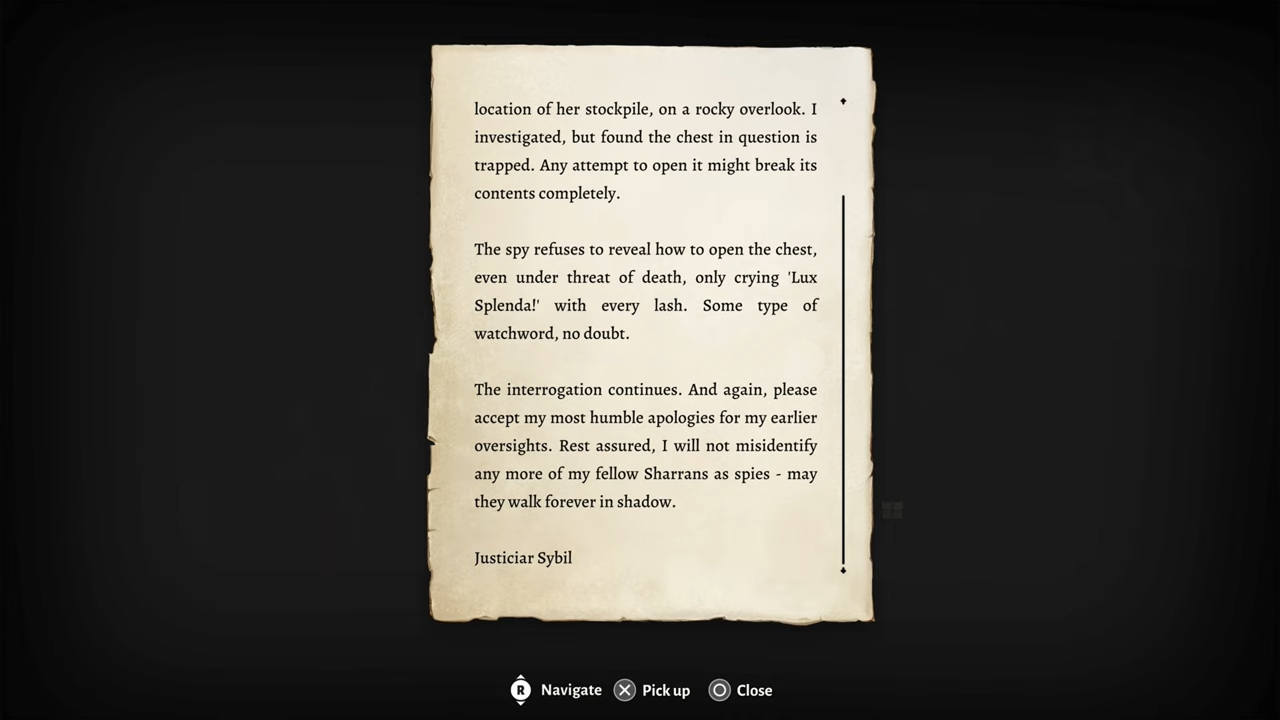 location of her stockpile, on a rocky overlook. I
investigated, but found the chest in question is
trapped. Any attempt to open it might break its
contents completely.
The spy refuses to reveal how to open the chest,
even under threat of death, only crying 'Lux
Splenda!' with every lash. Some type of
watchword, no doubt.
The interrogation continues. And again, please
accept my most humble apologies for my earlier
oversights. Rest assured, I will not misidentify
any more of my fellow Sharrans as spies - may
they walk forever in shadow.
Justiciar Sybil
R Navigate Pick up Close